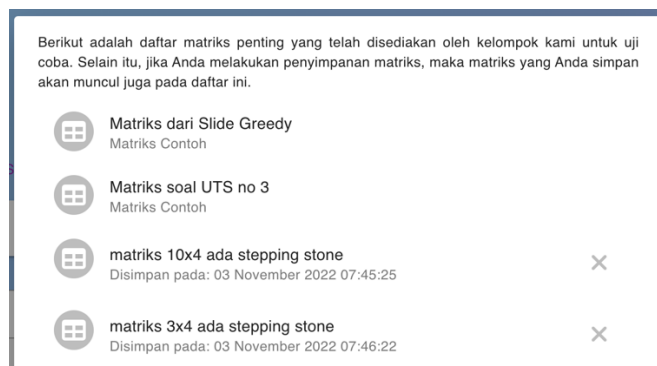 Berikut adalah daftar matriks penting yang telah disediakan oleh kelompok kami untuk uji
coba. Selain itu, jika Anda melakukan penyimpanan matriks, maka matriks yang Anda simpan
akan muncul juga pada daftar ini.
Matriks dari Slide Greedy
Matriks Contoh
Matriks soal UTS no 3
Matriks Contoh
matriks 10x4 ada stepping stone
Disimpan pada: 03 November 2022 07:45:25
matriks 3x4 ada stepping stone
Disimpan pada: 03 November 2022 07:46:22